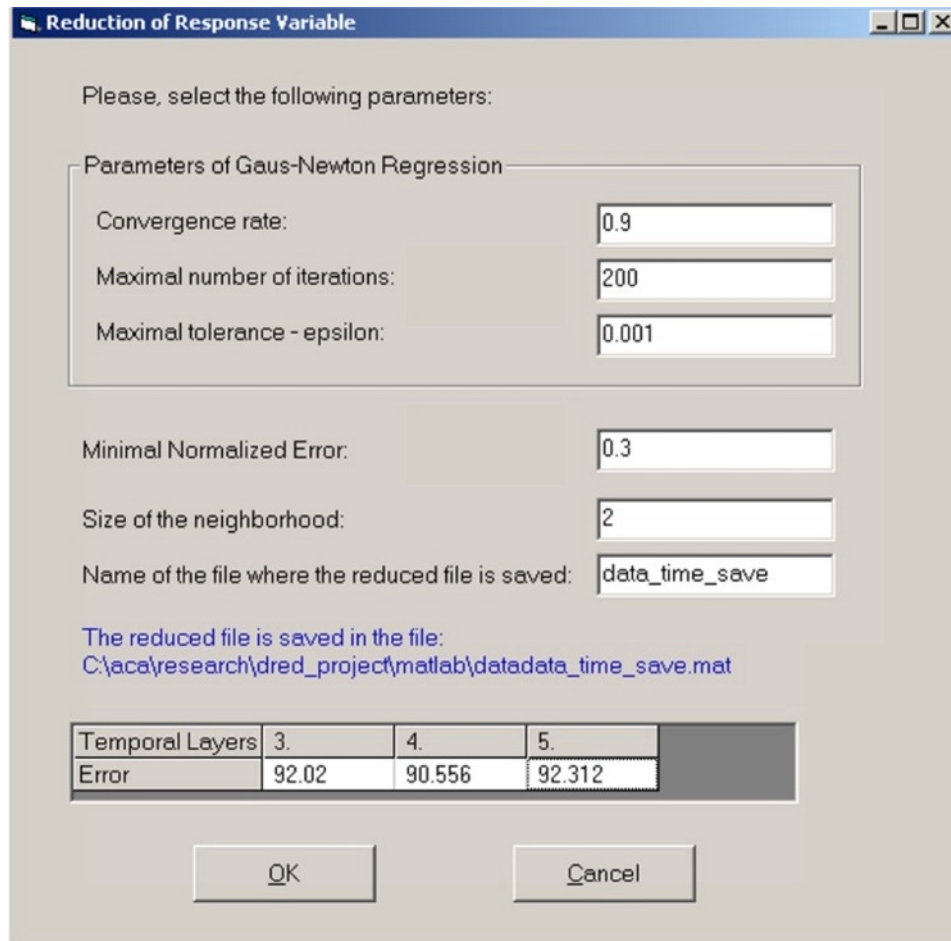 Reduction of Response Variable
Please, select the following parameters:
Parameters of Gaus-Newton Regression
Convergence rate: 0.9
Maximal number of iterations: 200
Maximal tolerance - epsilon: 0.001
Minimal Normalized Error: 0.3
Size of the neighborhood: 2
Name of the file where the reduced file is saved: data_time_save
The reduced file is saved in the file:
C:\aca\research\dred_project\matlab\datadata_time_save.mat
Temporal Layers 3. 4. 5.
Error 92.02 90.556 92.312
OK Cancel